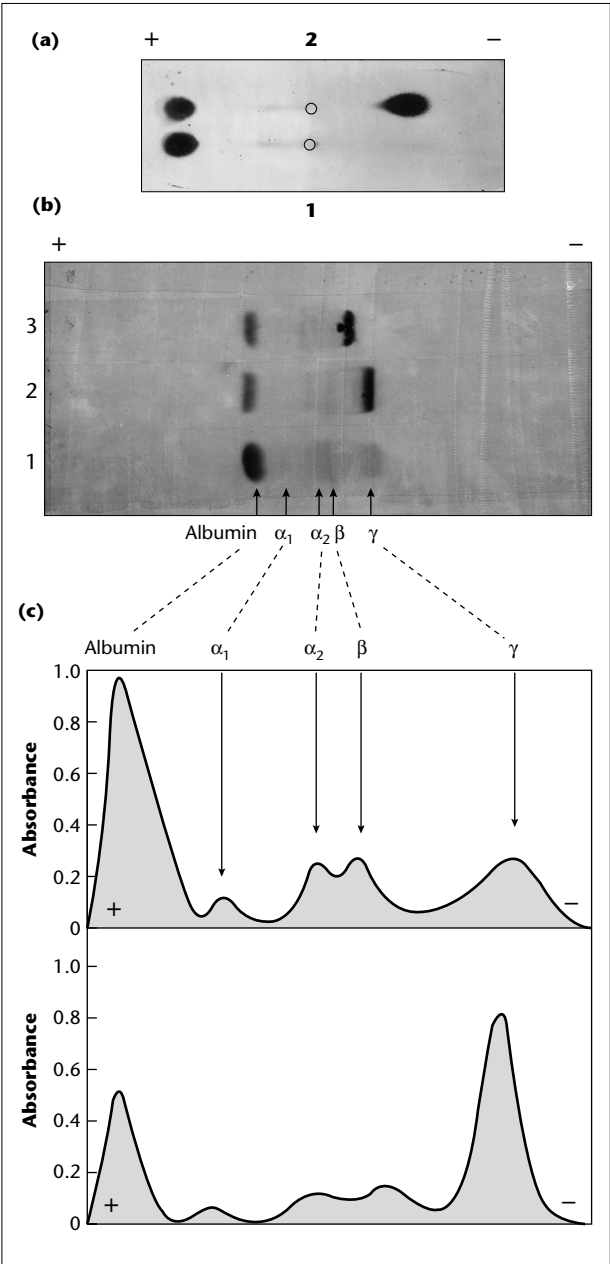 (a) + 2 −
(b) 1
+ −
3
2
1
Albumin α1 α2 β γ
(c)
Albumin α1 α2 β γ
1.0
0.8
0.6
0.4
0.2
0
Absorbance
+ −
1.0
0.8
0.6
0.4
0.2
0
Absorbance
+ −